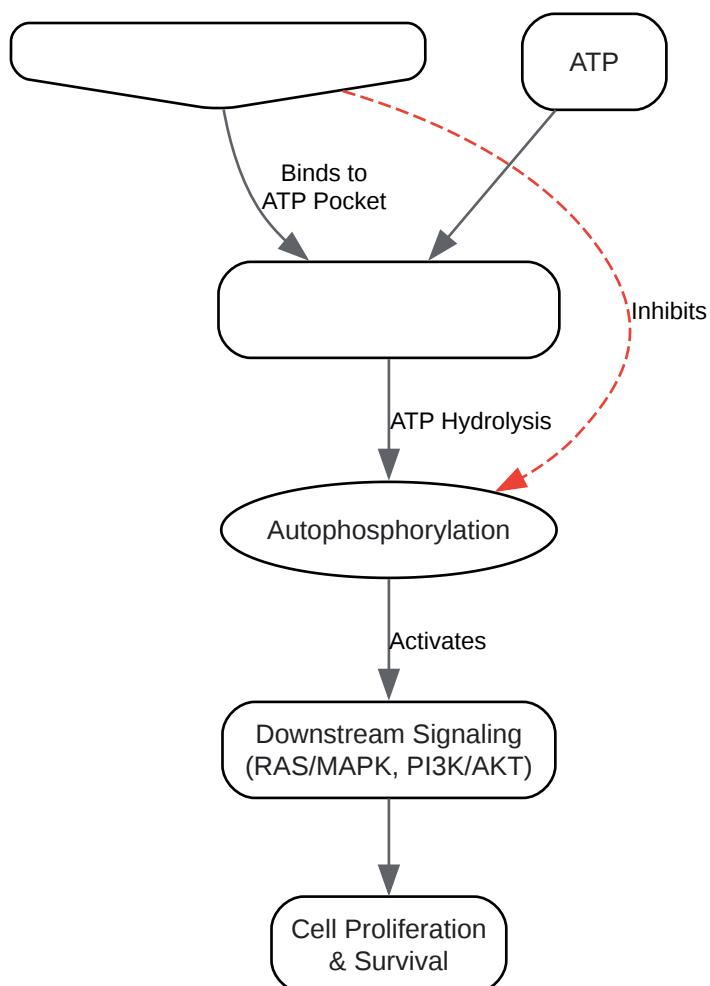 ATP
Binds to
ATP Pocket
Inhibits
ATP Hydrolysis
Autophosphorylation
Activates
Downstream Signaling
(RAS/MAPK, PI3K/AKT)
Cell Proliferation
& Survival